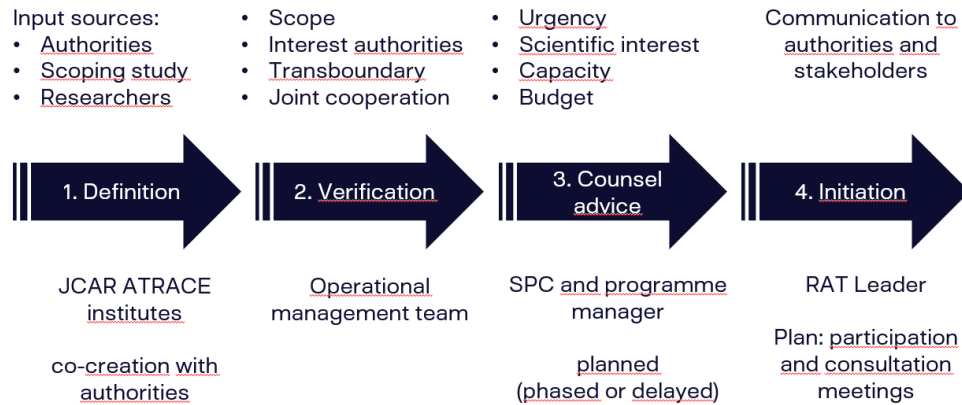 Input sources:
• Authorities
• Scoping study
• Researchers
• Scope
• Interest authorities
• Transboundary
• Joint cooperation
• Urgency
• Scientific interest
• Capacity
• Budget
Communication to
authorities and
stakeholders
1. Definition
2. Verification
3. Counsel
advice
4. Initiation
JCAR ATRACE
institutes
co-creation with
authorities
Operational
management team
SPC and programme
manager
planned
(phased or delayed)
RAT Leader
Plan: participation
and consultation
meetings